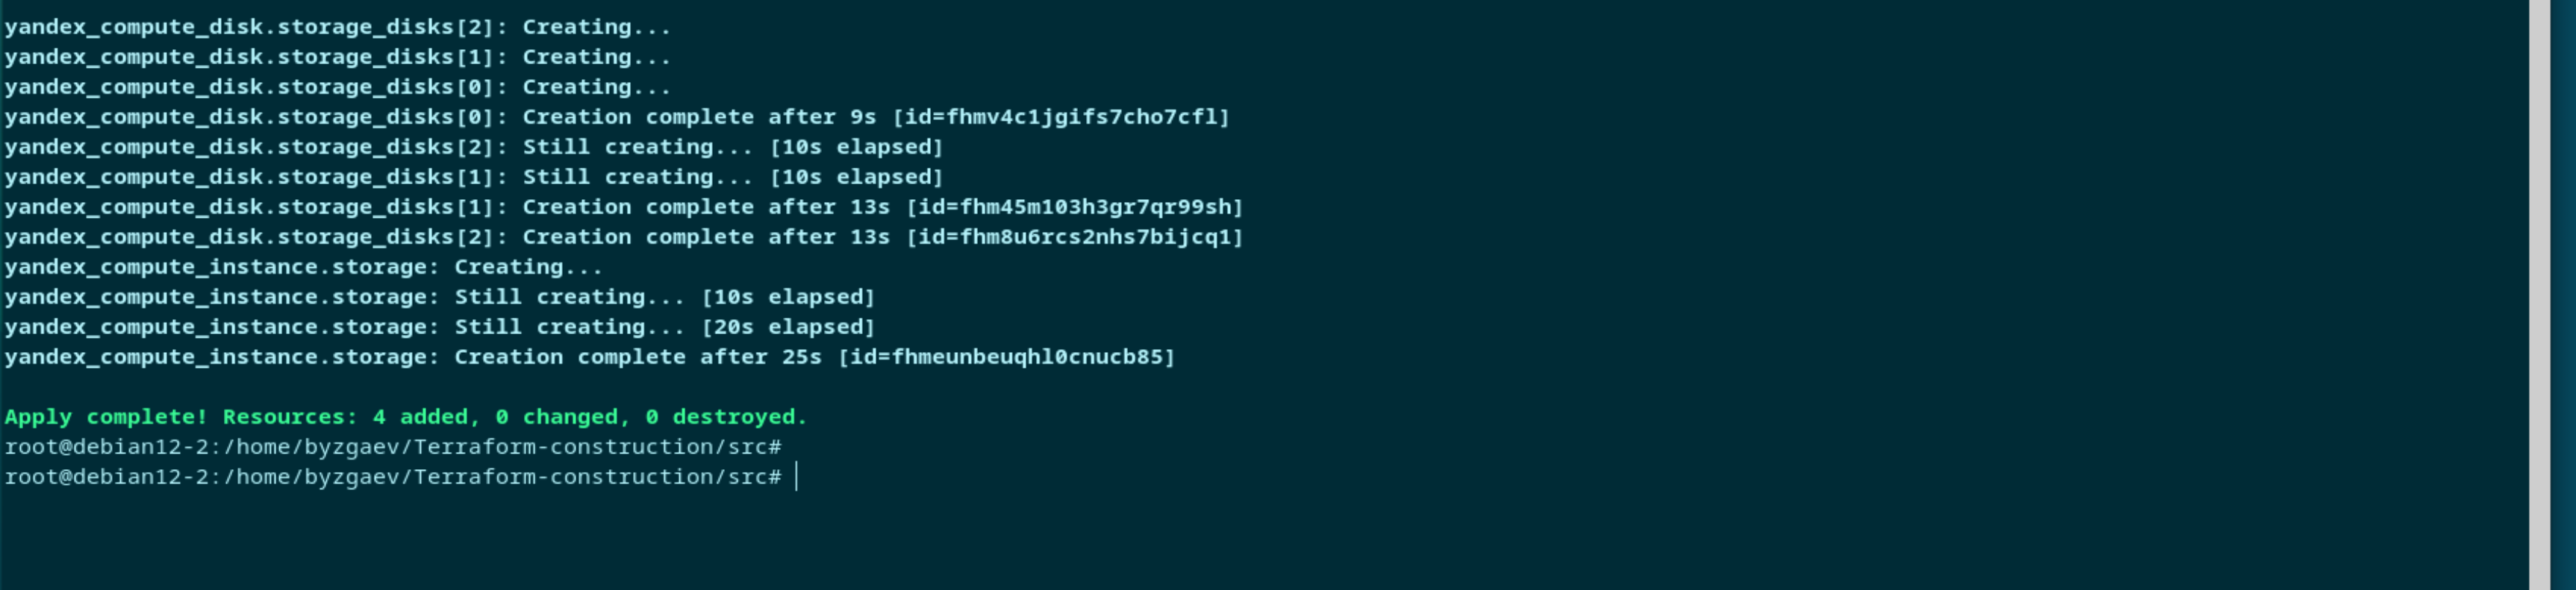 yandex_compute_disk.storage_disks[2]: Creating...
yandex_compute_disk.storage_disks[1]: Creating...
yandex_compute_disk.storage_disks[0]: Creating...
yandex_compute_disk.storage_disks[0]: Creation complete after 9s [id=fhmv4c1jgifs7cho7cfl]
yandex_compute_disk.storage_disks[2]: Still creating... [10s elapsed]
yandex_compute_disk.storage_disks[1]: Still creating... [10s elapsed]
yandex_compute_disk.storage_disks[1]: Creation complete after 13s [id=fhm45m103h3gr7qr99sh]
yandex_compute_disk.storage_disks[2]: Creation complete after 13s [id=fhm8u6rcs2nhs7bijcq1]
yandex_compute_instance.storage: Creating...
yandex_compute_instance.storage: Still creating... [10s elapsed]
yandex_compute_instance.storage: Still creating... [20s elapsed]
yandex_compute_instance.storage: Creation complete after 25s [id=fhmeunbeuqhl0cnucb85]
Apply complete! Resources: 4 added, 0 changed, 0 destroyed.
root@debian12-2:/home/byzgaev/Terraform-construction/src#
root@debian12-2:/home/byzgaev/Terraform-construction/src#